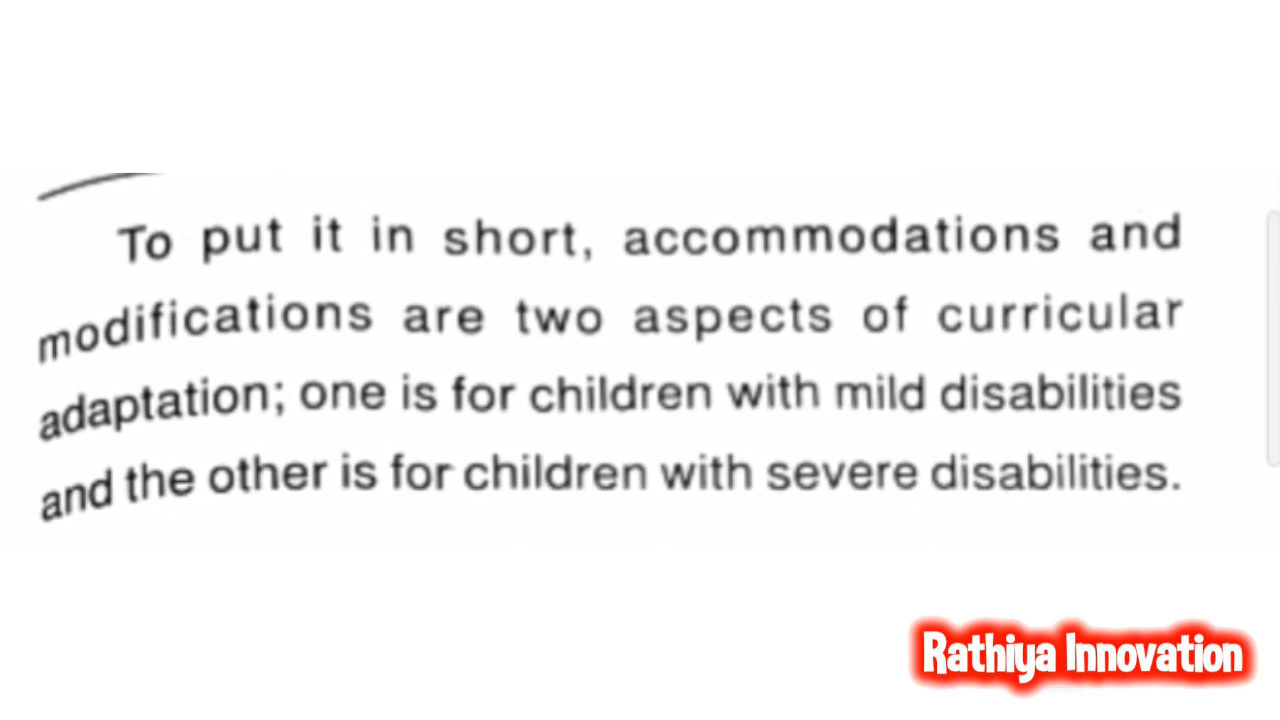 To put it in short, accommodations and
modifications are two aspects of curricular
adaptation; one is for children with mild disabilities
and the other is for children with severe disabilities.
Rathiya Innovation